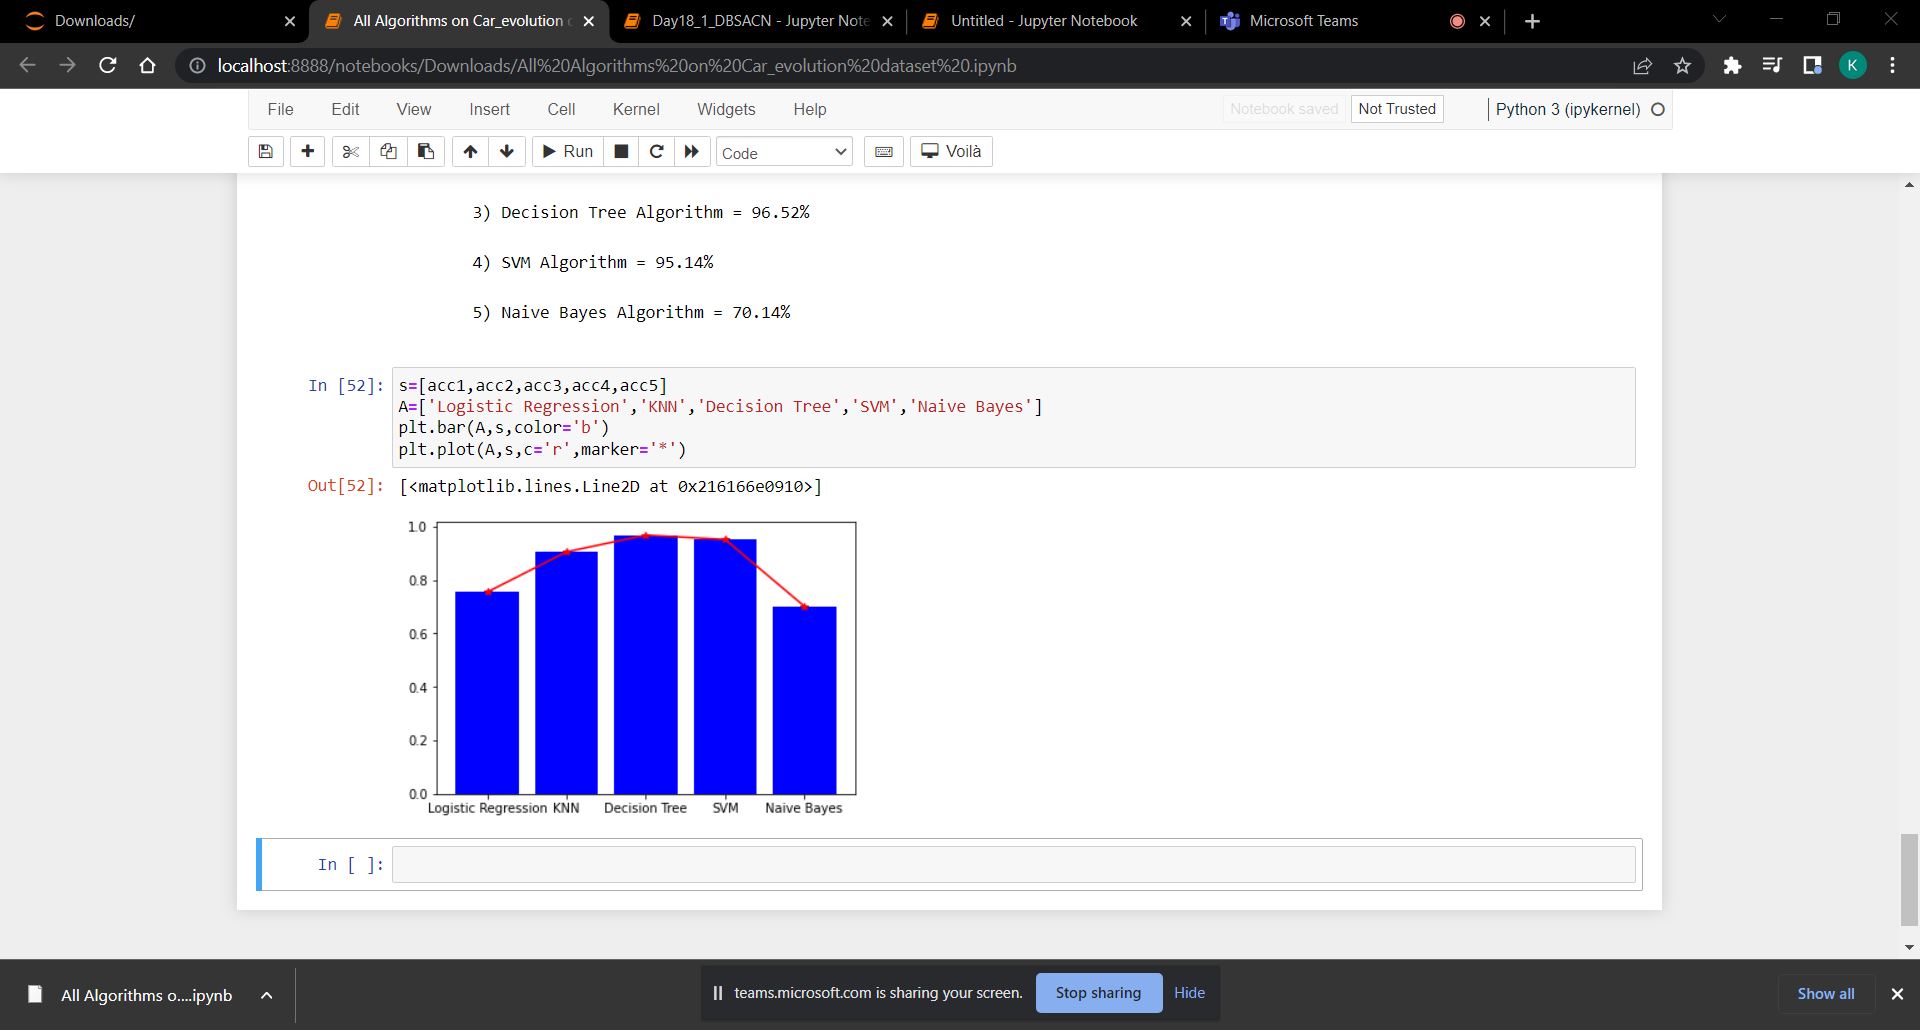 Downloads/
All Algorithms on Car_evolution
Day18_1_DBSACN - Jupyter Note
Untitled - Jupyter Notebook
Microsoft Teams
localhost:8888/notebooks/Downloads/All%20Algorithms%20on%20Car_evolution%20dataset%20.ipynb
K
File Edit View Insert Cell Kernel Widgets Help
Notebook saved
Not Trusted
Python 3 (ipykernel)
Run
Code
Voilà
3) Decision Tree Algorithm = 96.52%
4) SVM Algorithm = 95.14%
5) Naive Bayes Algorithm = 70.14%
In [52]:
s=[acc1,acc2,acc3,acc4,acc5]
A=['Logistic Regression','KNN','Decision Tree','SVM','Naive Bayes']
plt.bar(A,s,color='b')
plt.plot(A,s,c='r',marker='*')
Out[52]: [<matplotlib.lines.Line2D at 0x216166e0910>]
1.0
0.8
0.6
0.4
0.2
0.0
Logistic Regression KNN Decision Tree SVM Naive Bayes
In [ ]:
All Algorithms o....ipynb
teams.microsoft.com is sharing your screen.
Stop sharing
Hide
Show all